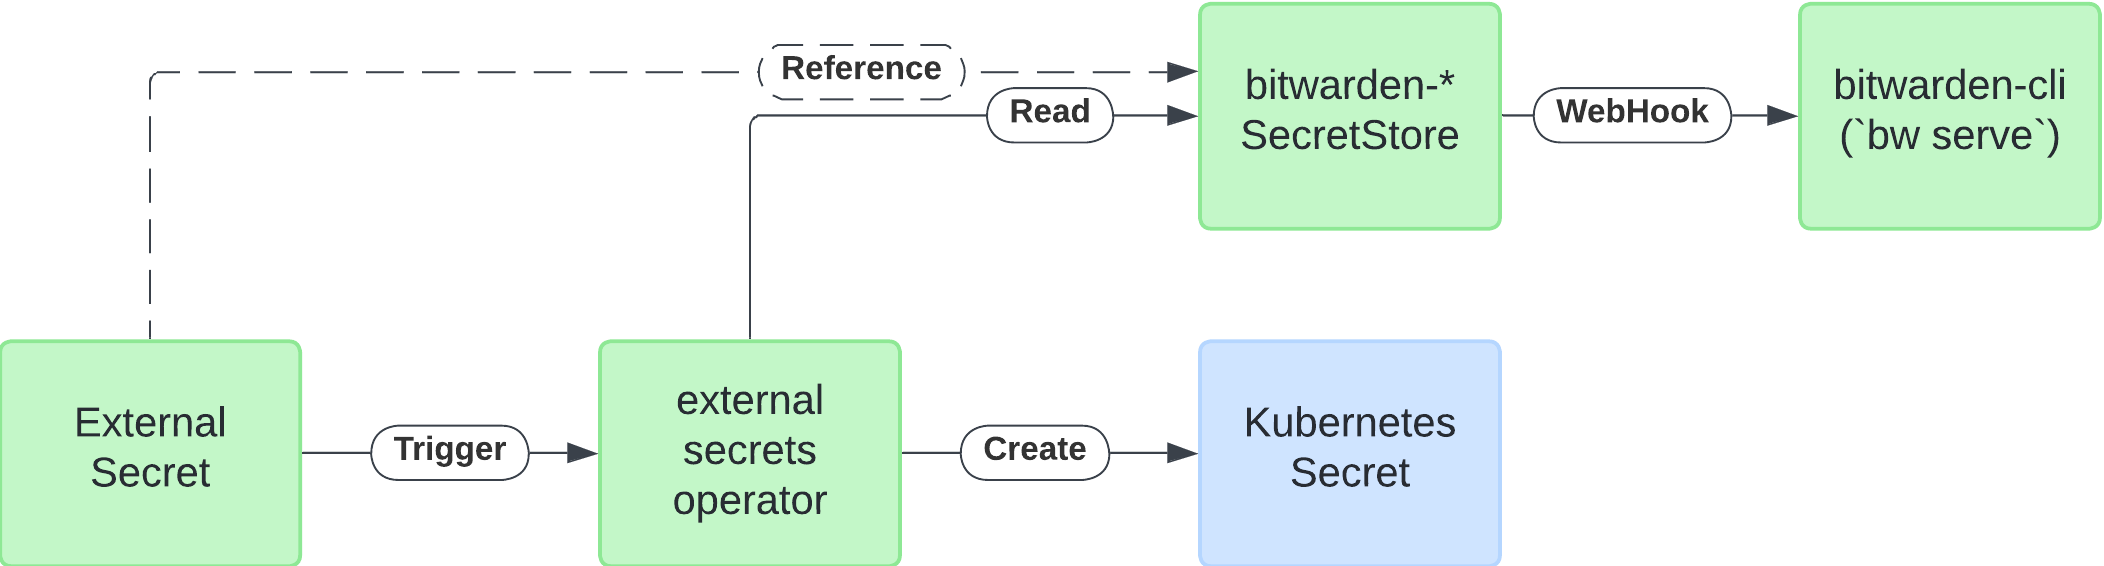 Reference
Read
bitwarden-*
SecretStore
WebHook
bitwarden-cli
(`bw serve`)
External
Secret
Trigger
external
secrets
operator
Create
Kubernetes
Secret